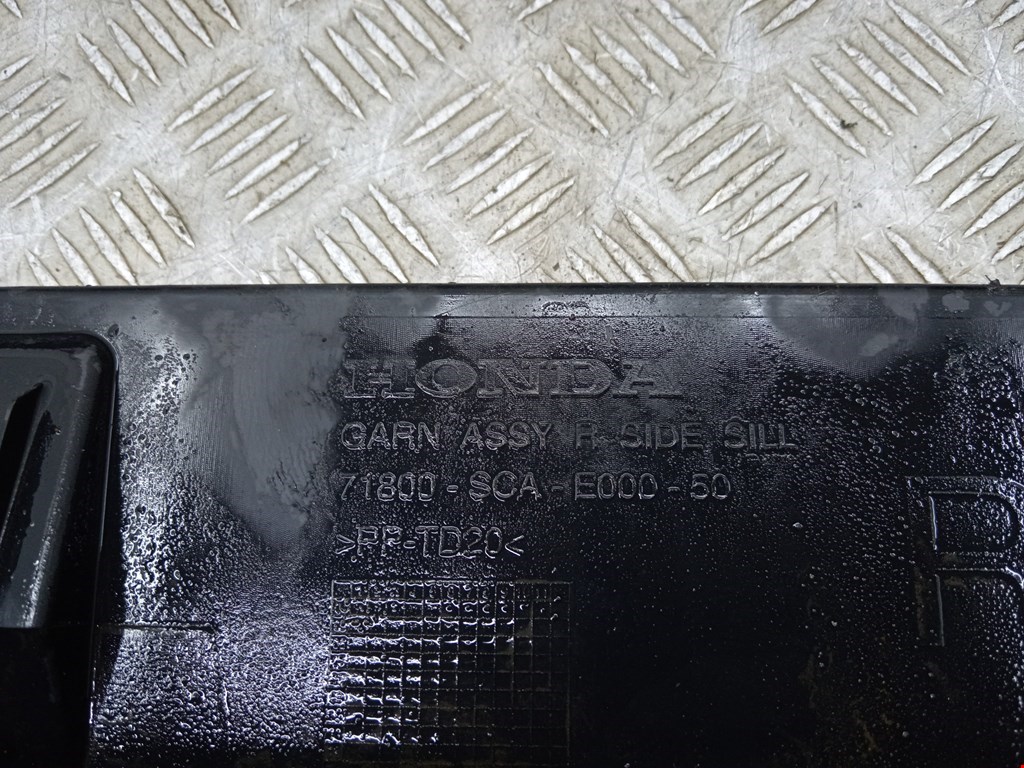 HONDA
GARN ASSY R SIDE SILL
71800-SCA-E000-50
>PP-TD20<
R